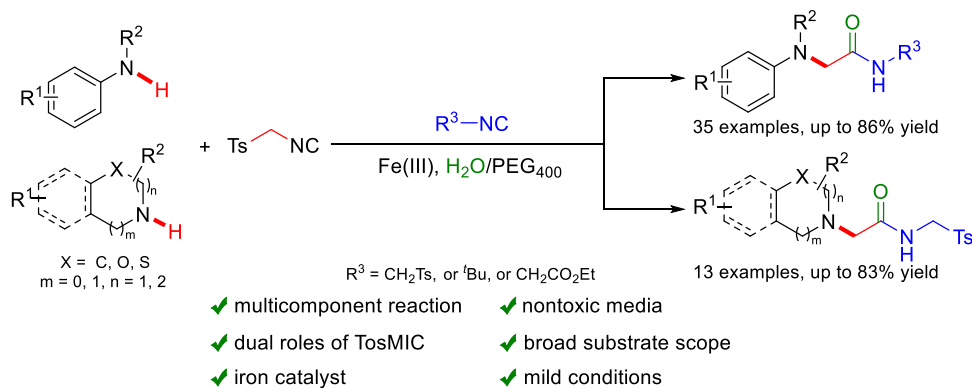 R²
N
H
R¹
+
Ts
NC
R³—NC
Fe(III), H₂O/PEG₄₀₀
R²
O
N
R³
N
H
R¹
35 examples, up to 86% yield
X
R²
( )n
R¹
N
H
( )m
X = C, O, S
m = 0, 1, n = 1, 2
X
R²
( )n
R¹
N
( )m
O
N
H
Ts
13 examples, up to 83% yield
R³ = CH₂Ts, or ᵗBu, or CH₂CO₂Et
✔ multicomponent reaction
✔ nontoxic media
✔ dual roles of TosMIC
✔ broad substrate scope
✔ iron catalyst
✔ mild conditions